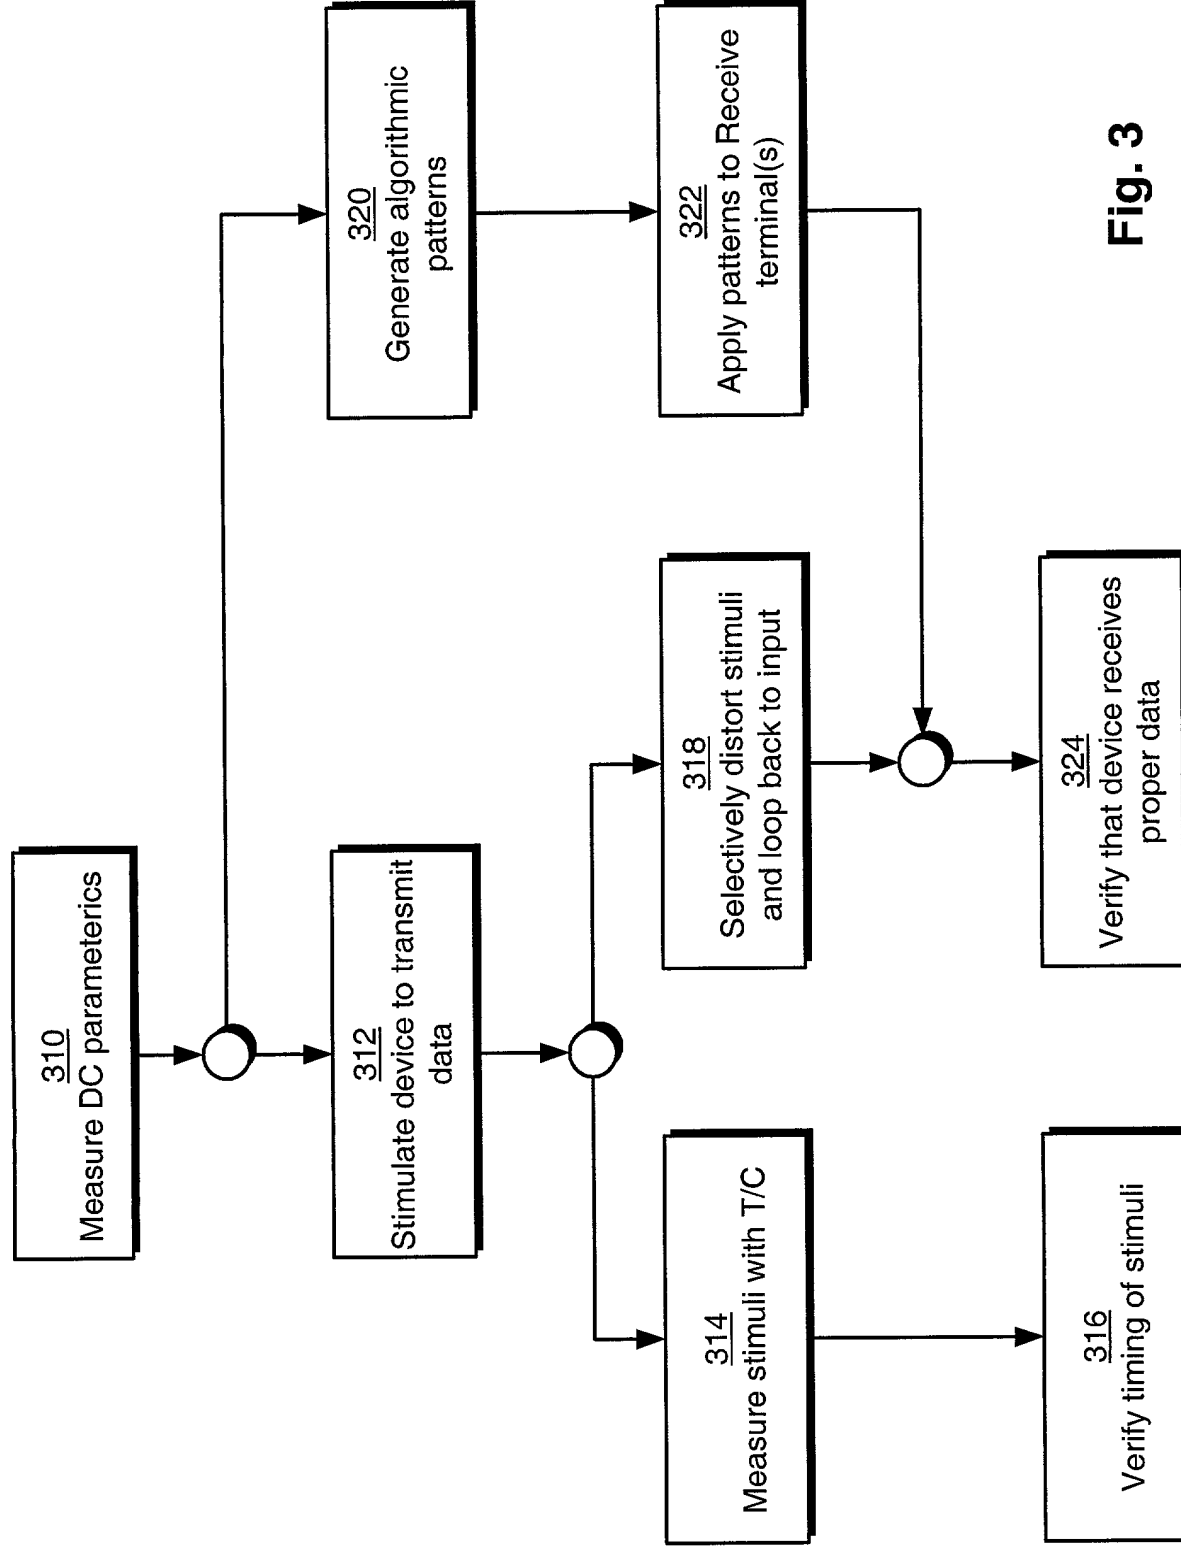 310
Measure DC parameterics
312
Stimulate device to transmit
data
314
Measure stimuli with T/C
316
Verify timing of stimuli
318
Selectively distort stimuli
and loop back to input
320
Generate algorithmic
patterns
322
Apply patterns to Receive
terminal(s)
324
Verify that device receives
proper data
Fig. 3